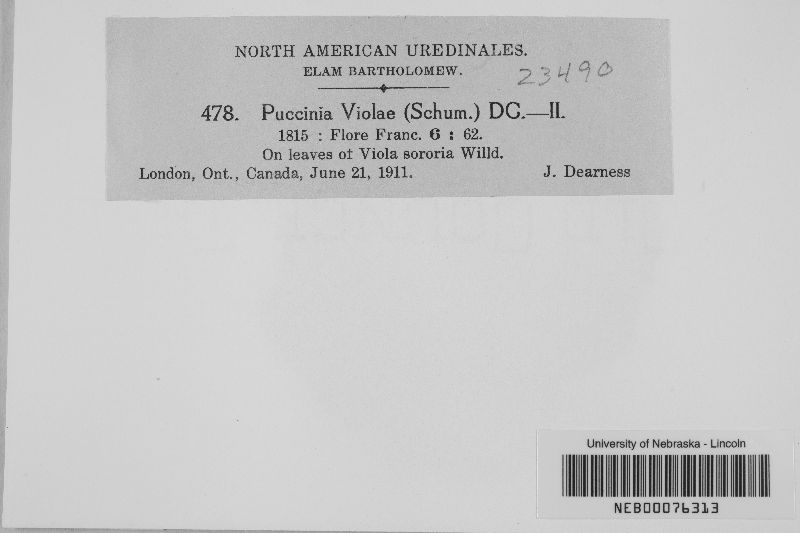 NORTH AMERICAN UREDINALES.
ELAM BARTHOLOMEW.
23490
478. Puccinia Violae (Schum.) DC.—II.
1815 : Flore Franc. 6 : 62.
On leaves of Viola sororia Willd.
London, Ont., Canada, June 21, 1911. J. Dearness
University of Nebraska - Lincoln
NEB00076313